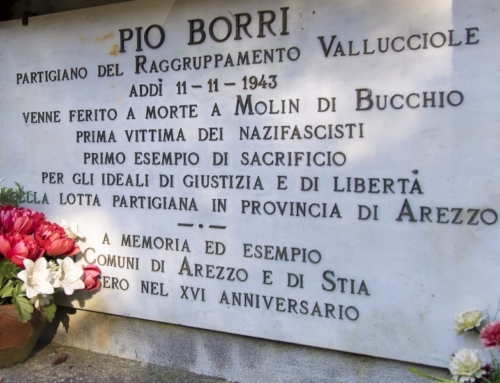 PIO BORRI
PARTIGIANO DEL RAGGRUPPAMENTO VALLUCCIOLE
ADDÌ 11-11-1943
VENNE FERITO A MORTE A MOLIN DI BUCCHIO
PRIMA VITTIMA DEI NAZIFASCISTI
PRIMO ESEMPIO DI SACRIFICIO
PER GLI IDEALI DI GIUSTIZIA E DI LIBERTÀ
ELLA LOTTA PARTIGIANA IN PROVINCIA DI AREZZO
A MEMORIA ED ESEMPIO
COMUNI DI AREZZO E DI STIA
ERO NEL XVI ANNIVERSARIO